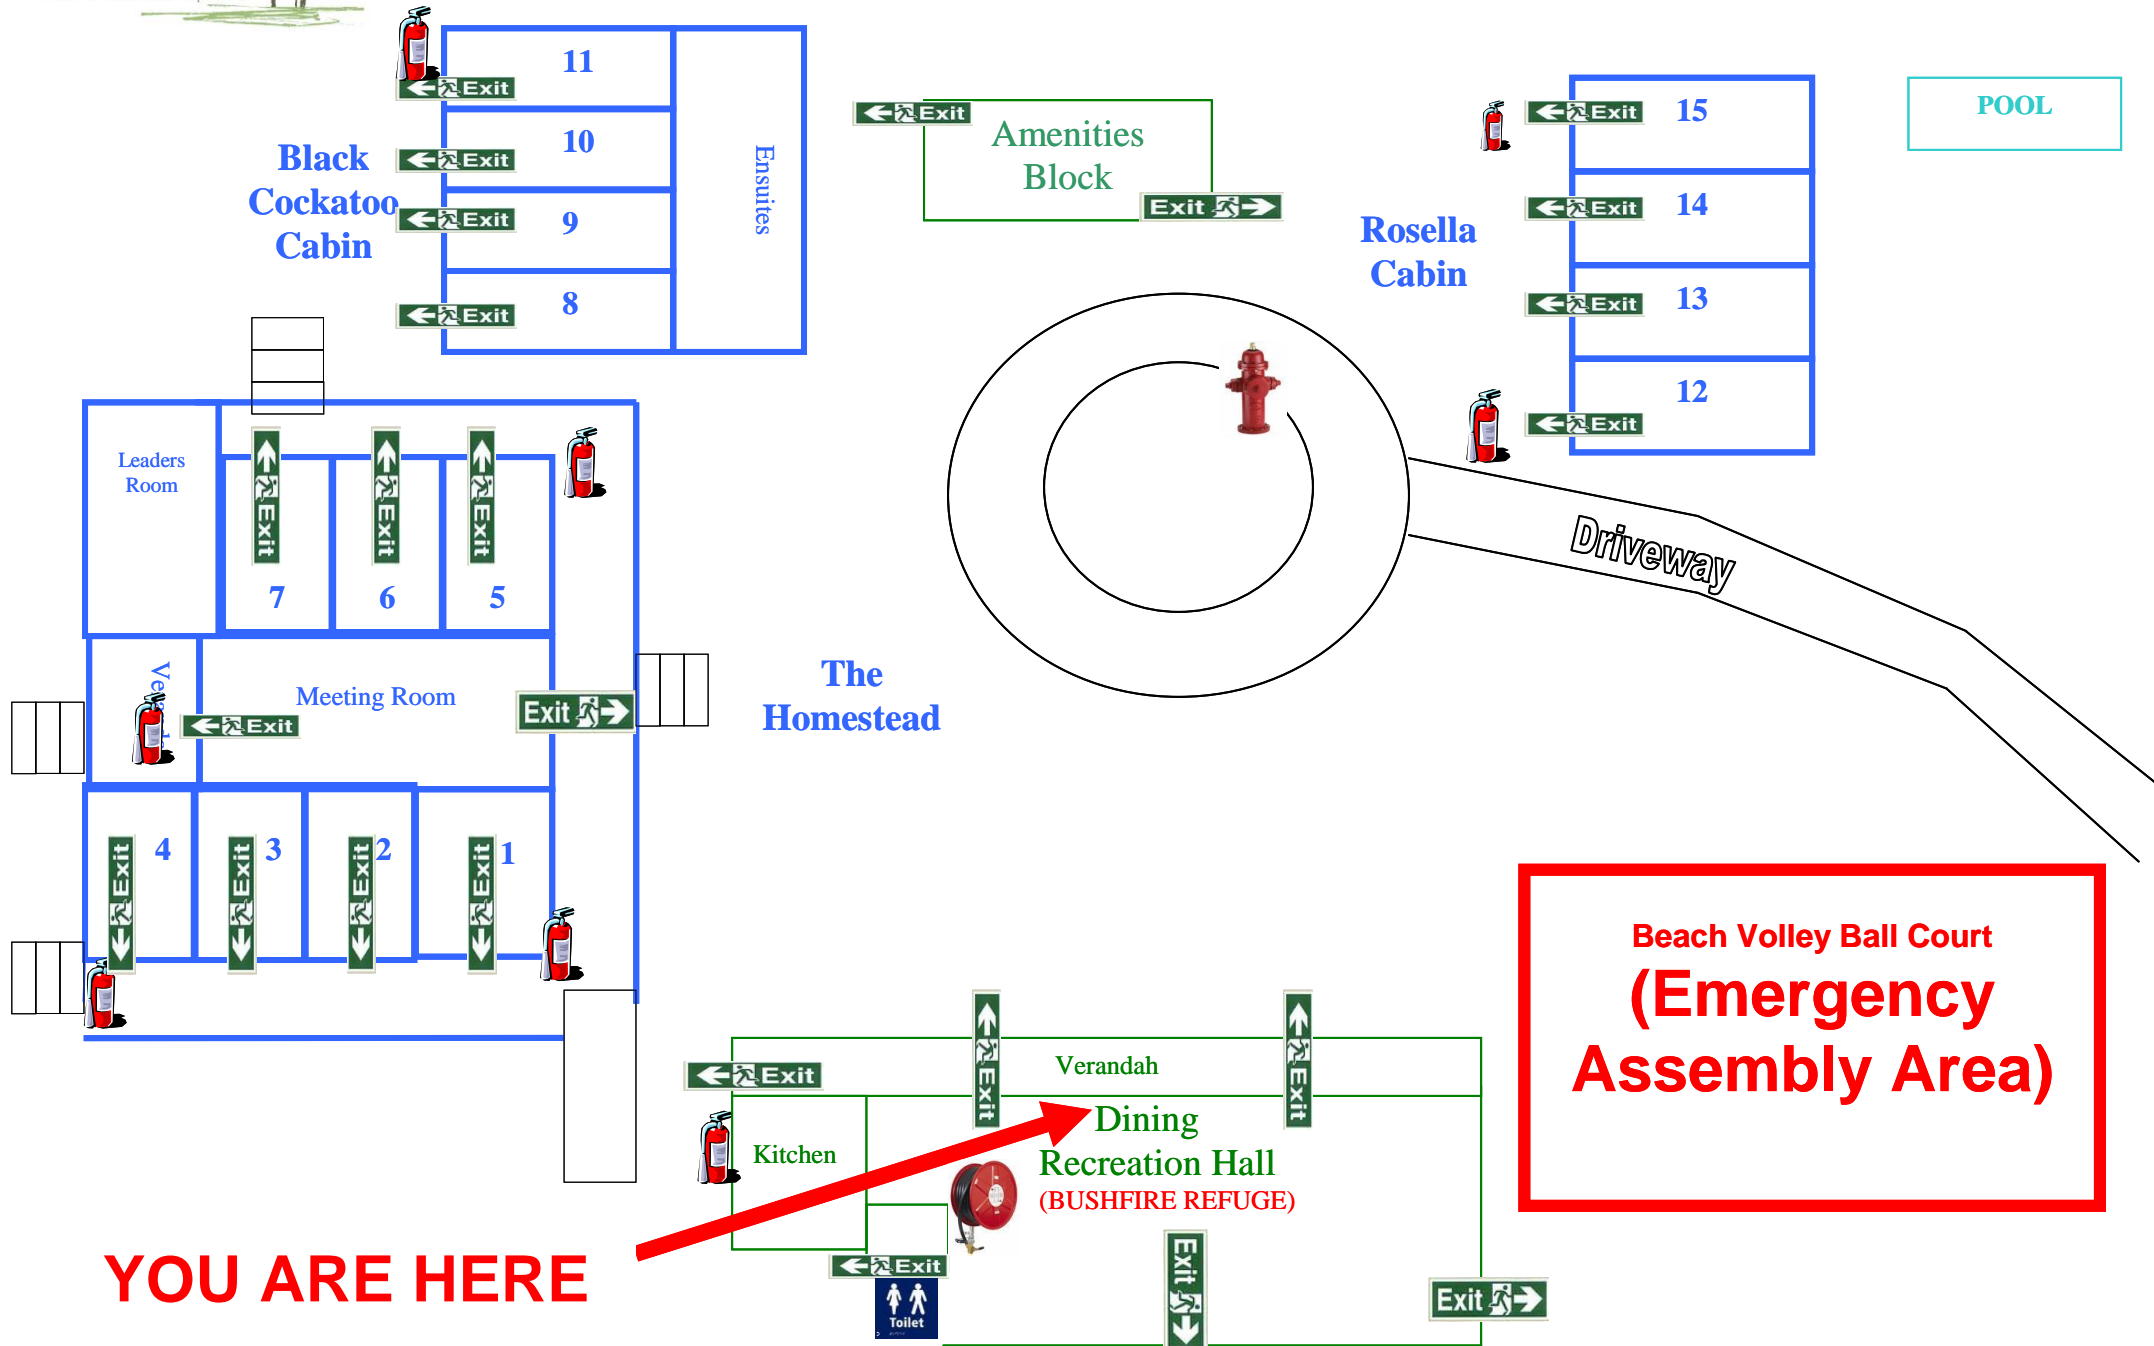 11
Exit
10
Exit
9
Exit
8
Exit
Black
Cockatoo
Cabin
Ensuites
Exit
Amenities
Block
Exit
Rosella
Cabin
Exit
15
Exit
14
Exit
13
Exit
12
POOL
Driveway
Leaders
Room
Exit
Exit
Exit
7
6
5
Meeting Room
Exit
Exit
The
Homestead
4
3
2
1
Exit
Exit
Exit
Exit
Beach Volley Ball Court
(Emergency
Assembly Area)
Exit
Exit
Exit
Verandah
Kitchen
Dining
Recreation Hall
(BUSHFIRE REFUGE)
YOU ARE HERE
Exit
Toilet
Exit
Exit